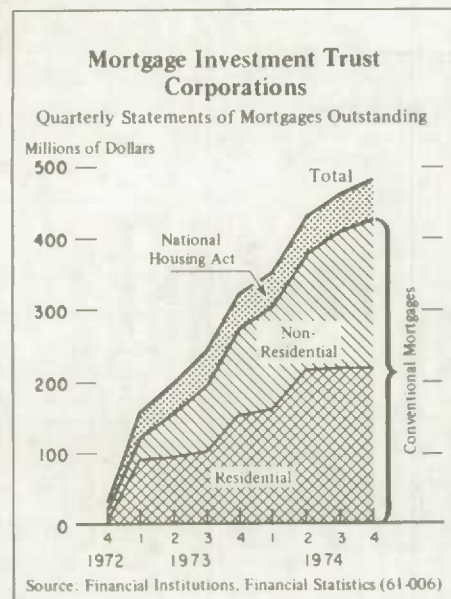 Mortgage Investment Trust
Corporations
Quarterly Statements of Mortgages Outstanding
Millions of Dollars
500
Total
400
National
Housing Act
300
Non-
Residential
200
Conventional Mortgages
100
Residential
0
4 1 2 3 4 1 2 3 4
1972 1973 1974
Source: Financial Institutions, Financial Statistics (61-006)